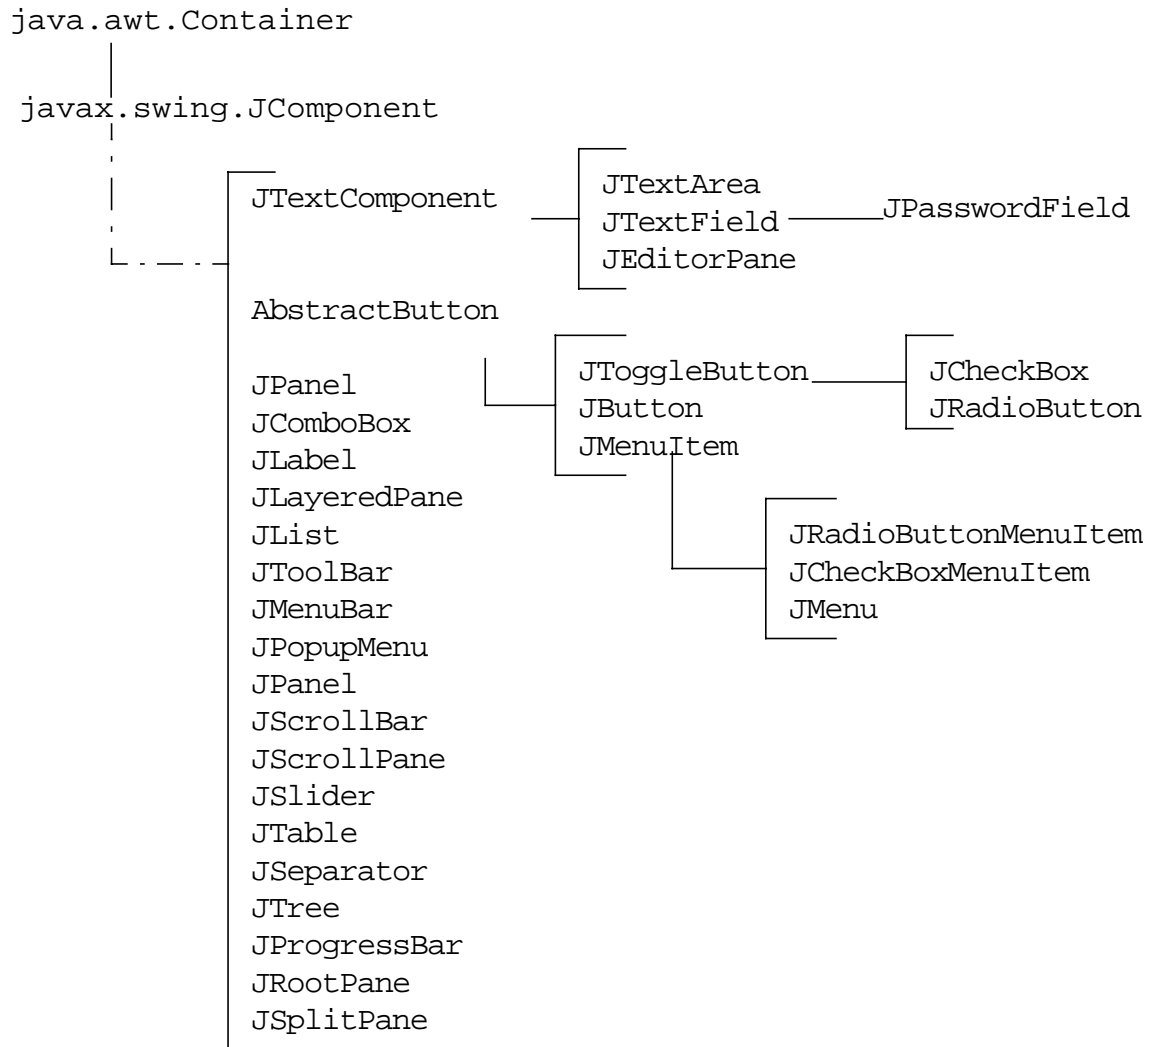 java.awt.Container
javax.swing.JComponent
JTextComponent
JTextArea
JTextField
JEditorPane
JPasswordField
AbstractButton
JToggleButton
JButton
JMenuItem
JCheckBox
JRadioButton
JRadioButtonMenuItem
JCheckBoxMenuItem
JMenu
JPanel
JComboBox
JLabel
JLayeredPane
JList
JToolBar
JMenuBar
JPopupMenu
JPanel
JScrollBar
JScrollPane
JSlider
JTable
JSeparator
JTree
JProgressBar
JRootPane
JSplitPane